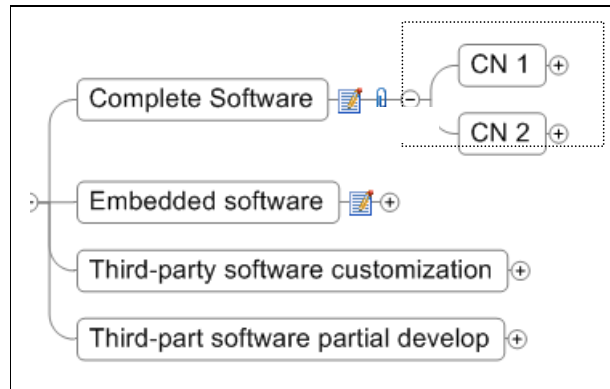 Complete Software
CN 1
CN 2
Embedded software
Third-party software customization
Third-part software partial develop